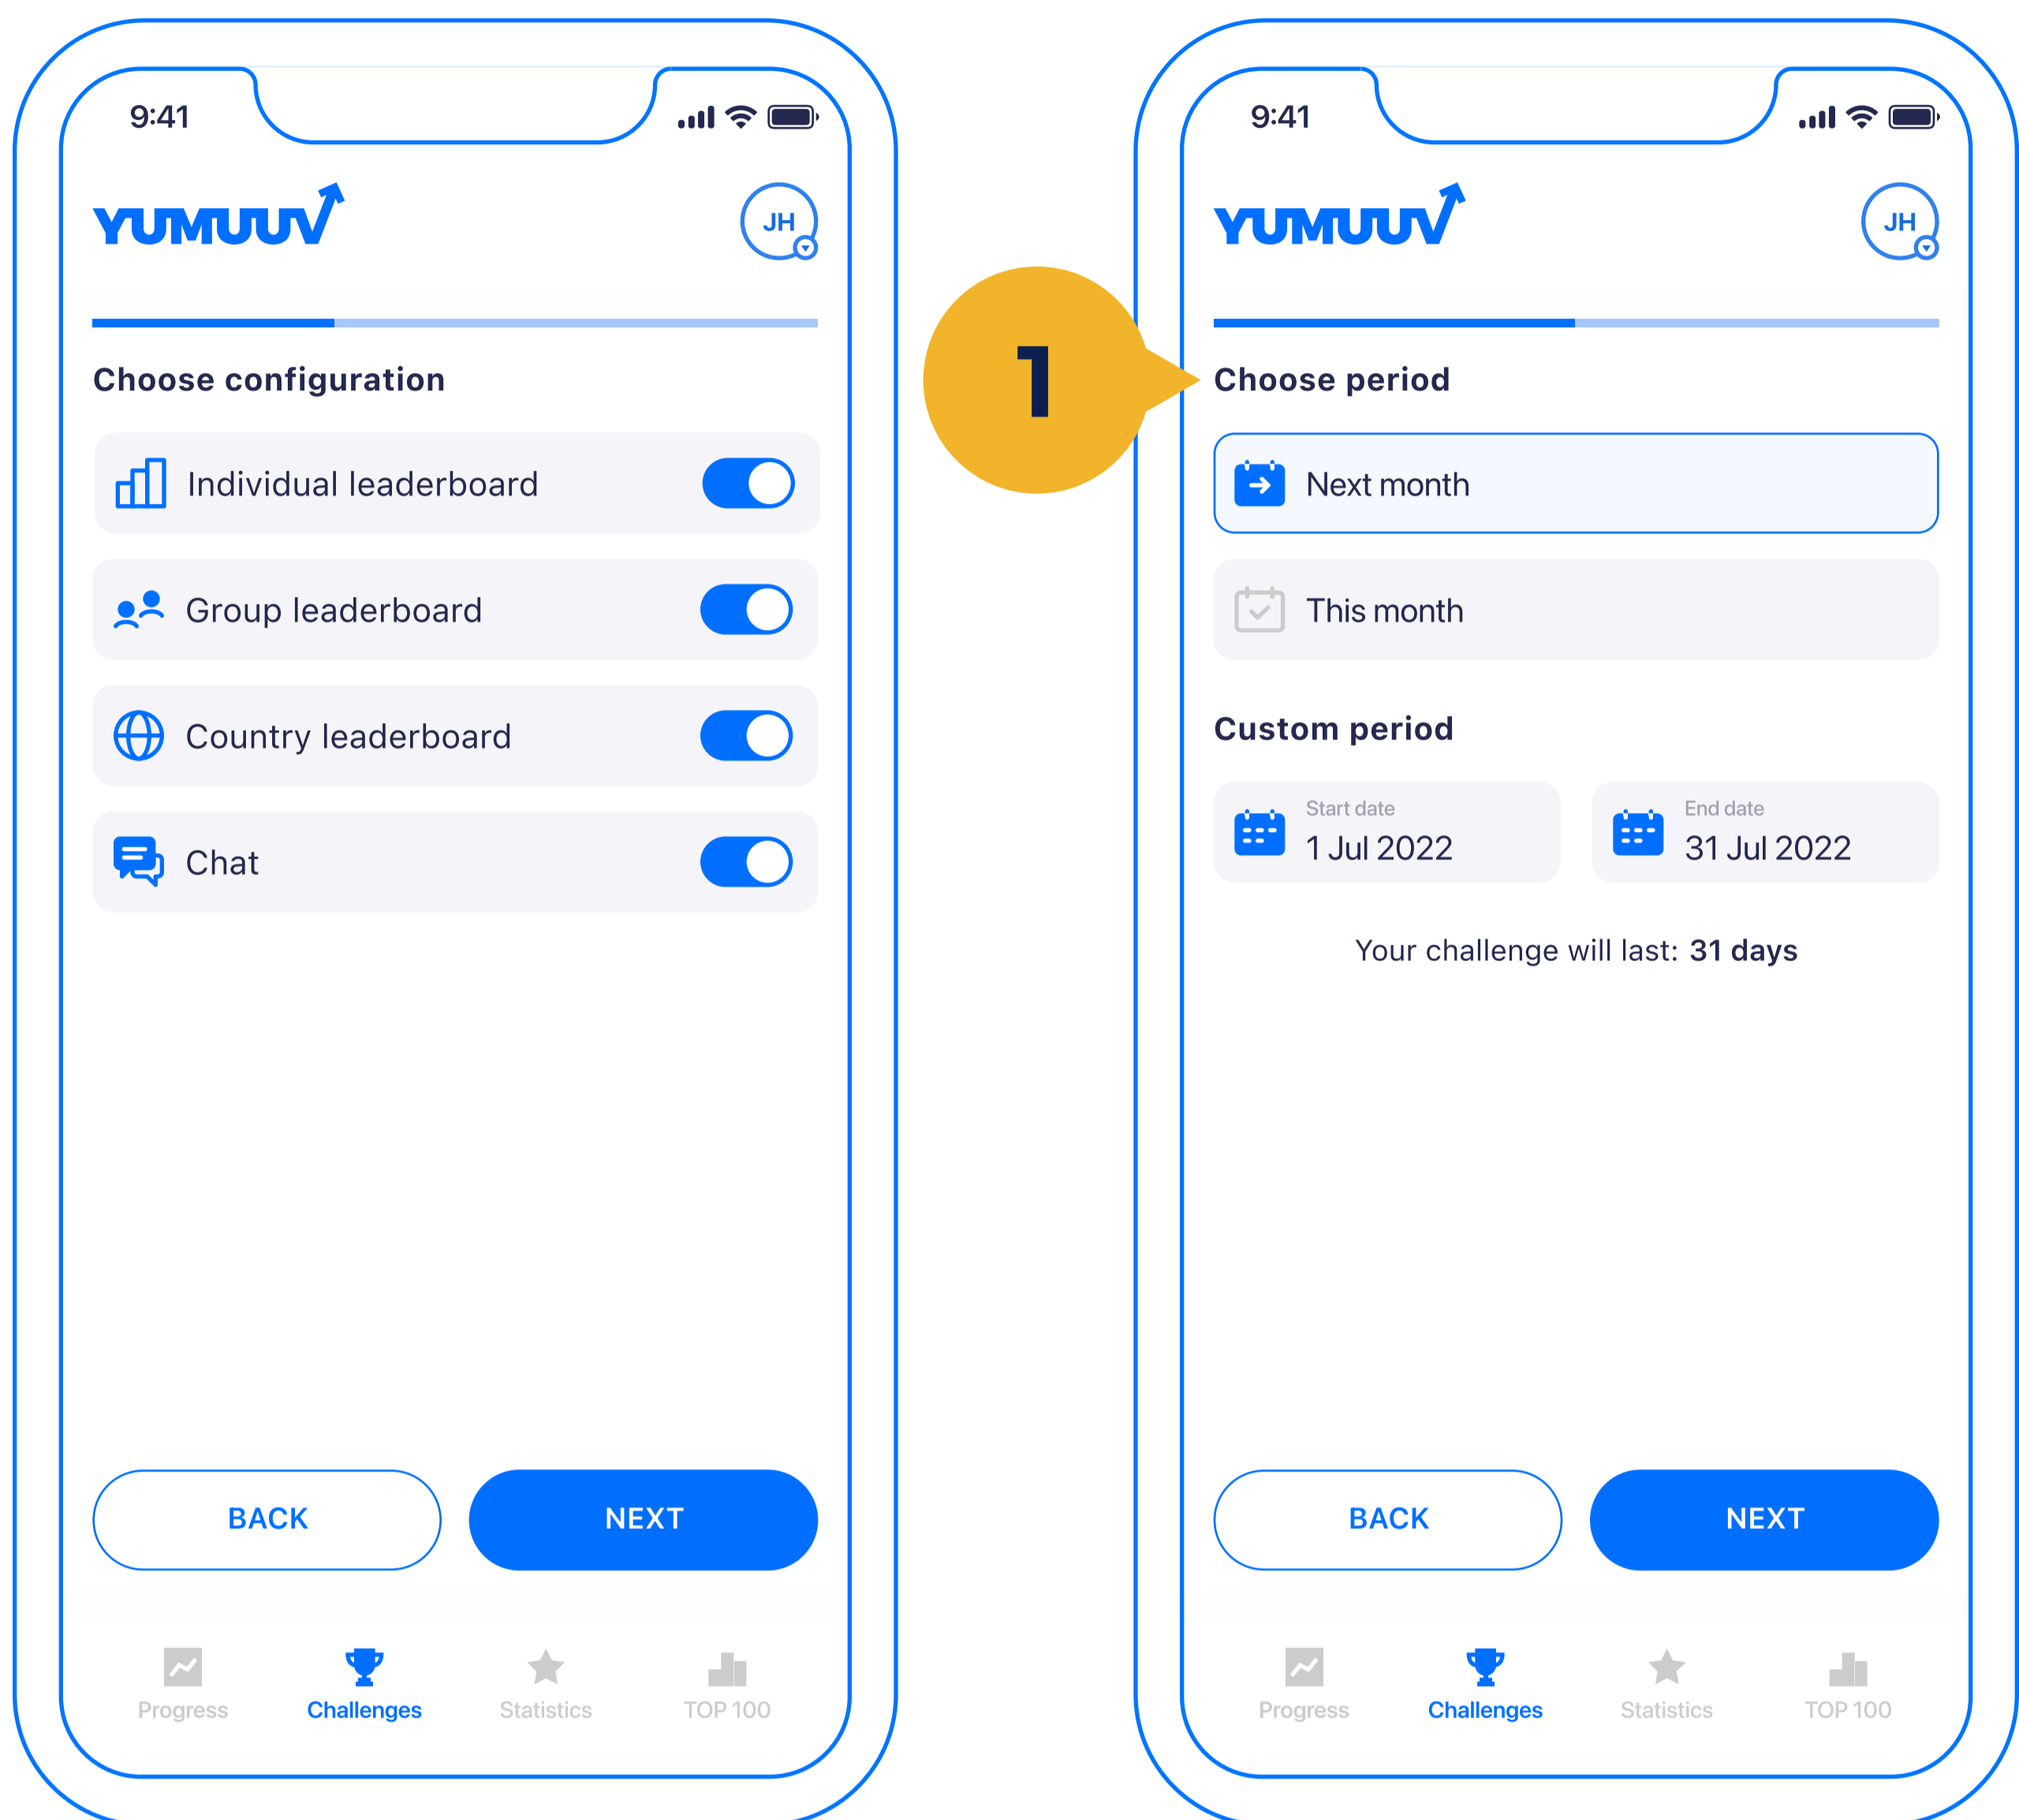 9:41
YUMUUV
JH
Choose configuration
Individual leaderboard
Group leaderboard
Country leaderboard
Chat
BACK
NEXT
Progress
Challenges
Statistics
TOP 100
1
9:41
YUMUUV
JH
Choose period
Next month
This month
Custom period
Start date
1 Jul 2022
End date
31 Jul 2022
Your challenge will last: 31 days
BACK
NEXT
Progress
Challenges
Statistics
TOP 100